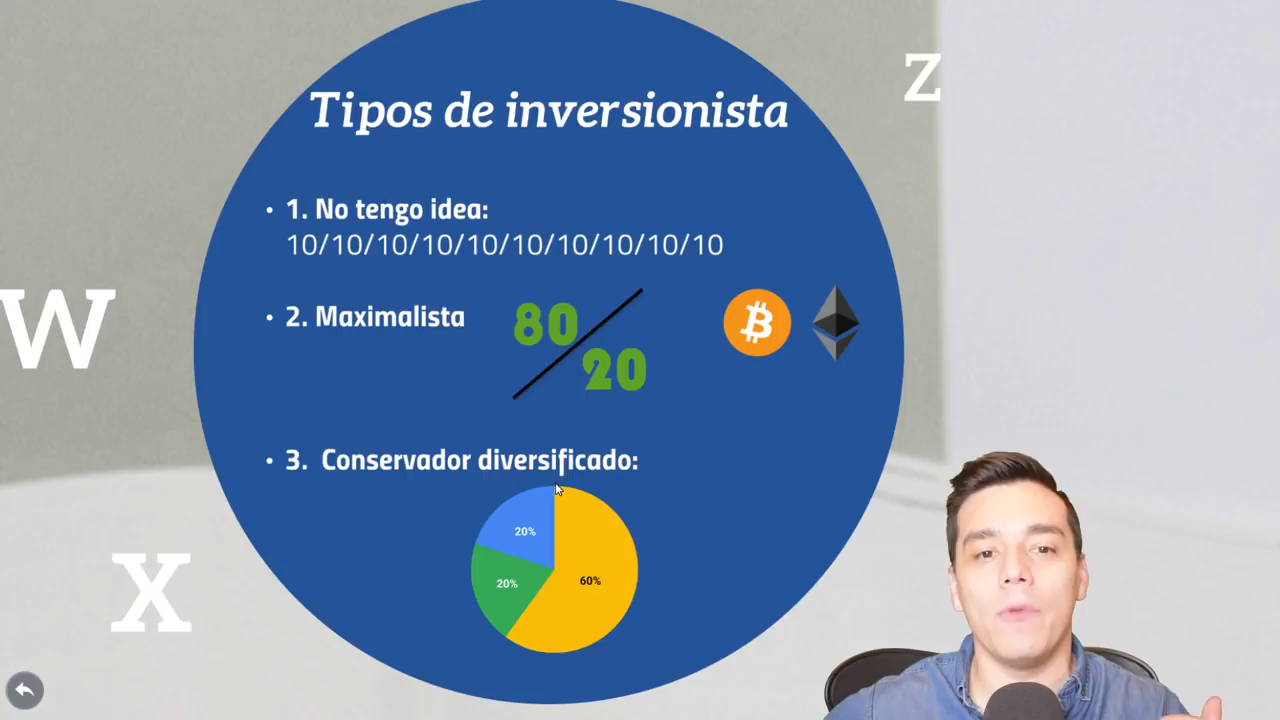 Tipos de inversionista
Z
• 1. No tengo idea:
10/10/10/10/10/10/10/10/10/10
W
• 2. Maximalista
80
20
• 3. Conservador diversificado:
20%
20%
60%
X